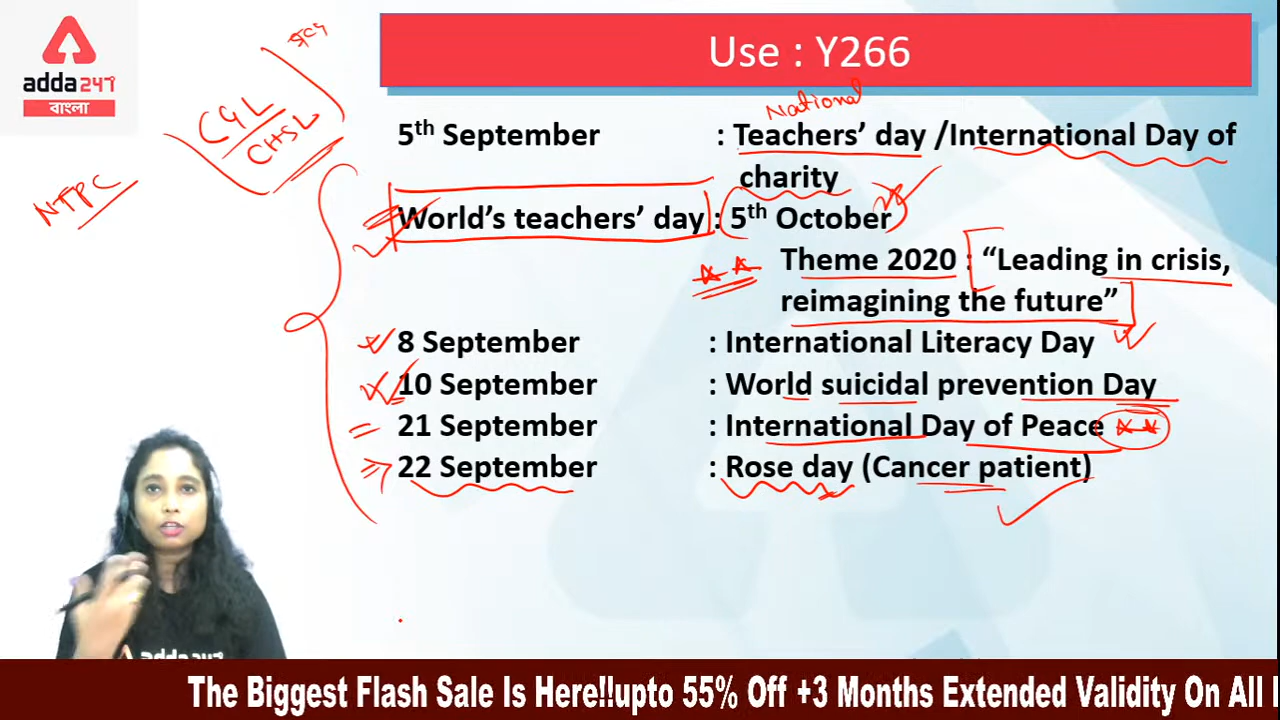 adda247
বাংলা
Use : Y266
CGL
CHSL
NTPC
National
5th September : Teachers’ day /International Day of
charity
World’s teachers’ day : 5th October
Theme 2020 : “Leading in crisis,
reimagining the future”
8 September : International Literacy Day
10 September : World suicidal prevention Day
21 September : International Day of Peace
22 September : Rose day (Cancer patient)
adda247
The Biggest Flash Sale Is Here!!upto 55% Off +3 Months Extended Validity On All